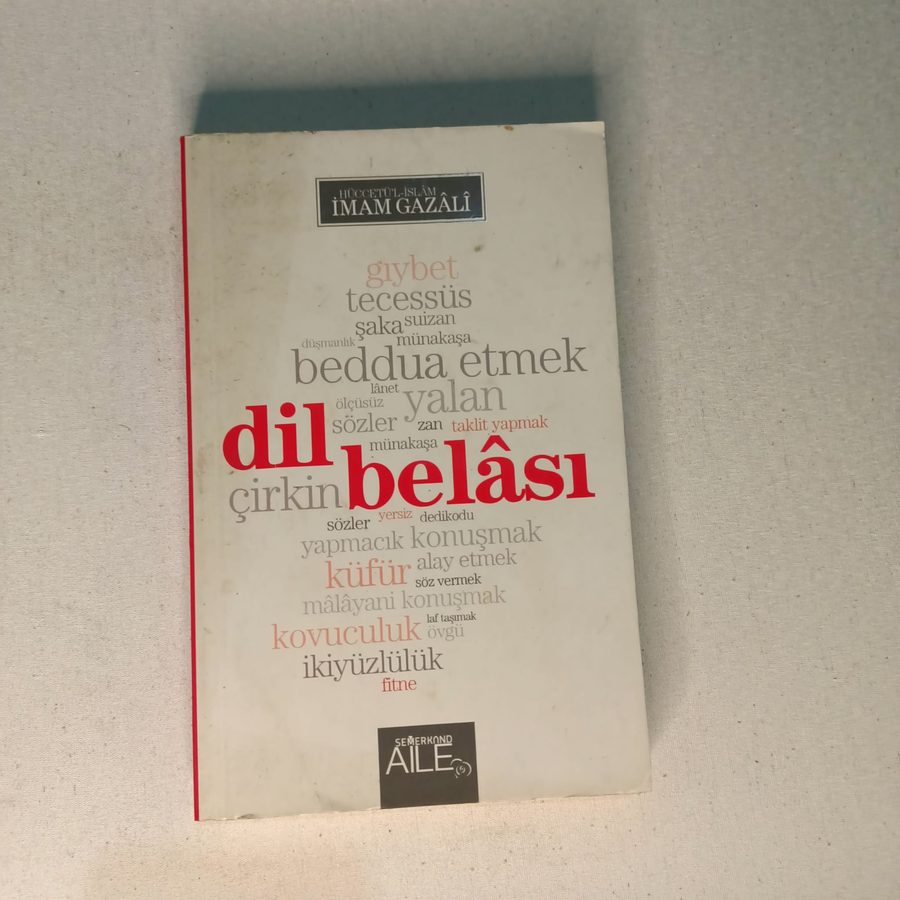 HÜCCETÜ'L-İSLÂM
İMAM GAZÂLÎ
gıybet
tecessüs
şaka suizan
düşmanlık münakaşa
beddua etmek
lânet
ölçüsüz yalan
sözler zan taklit yapmak
dil
münakaşa
çirkin belâsı
sözler yersiz dedikodu
yapmacık konuşmak
küfür alay etmek
söz vermek
mâlâyani konuşmak
laf taşımak
kovuculuk övgü
ikiyüzlülük
fitne
SEMERKAND
AİLE